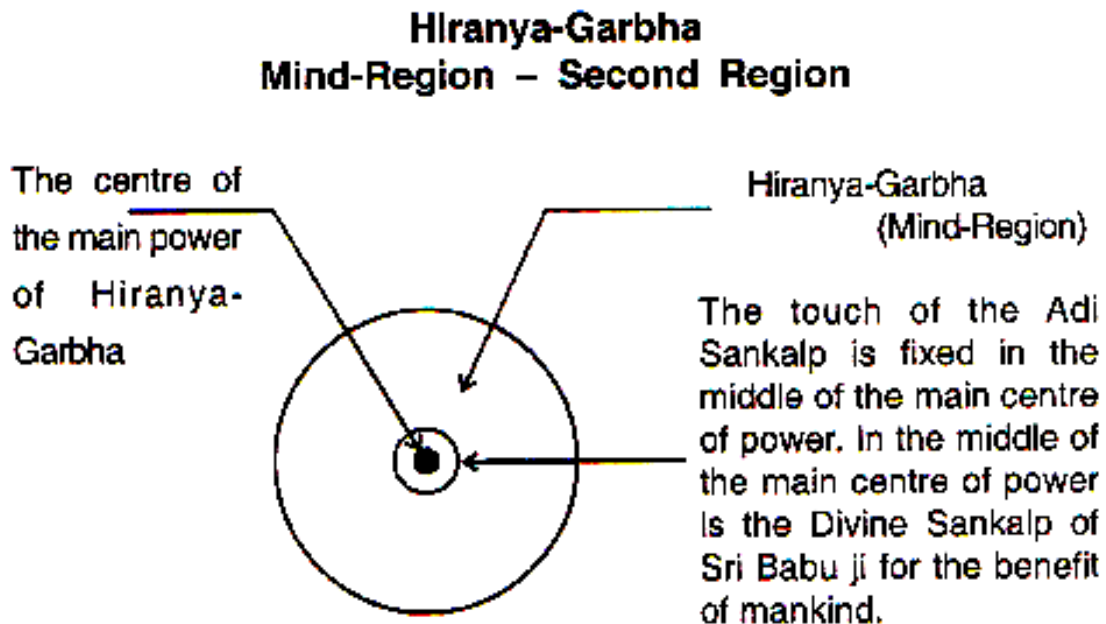 Hiranya-Garbha
Mind-Region – Second Region
The centre of
the main power
of Hiranya-
Garbha
Hiranya-Garbha
(Mind-Region)
The touch of the Adi
Sankalp is fixed in the
middle of the main centre
of power. In the middle of
the main centre of power
is the Divine Sankalp of
Sri Babu ji for the benefit
of mankind.